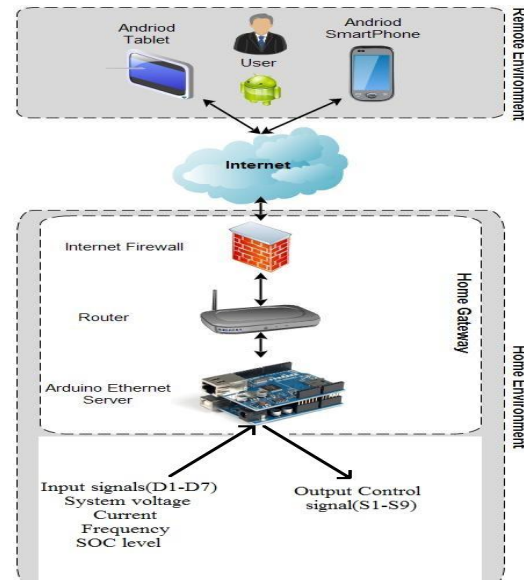 Andriod
Tablet
User
Andriod
SmartPhone
Remote Environment
Internet
Internet Firewall
Router
Arduino Ethernet
Server
Home Gateway
Home Environment
Input signals(D1-D7)
System voltage
Current
Frequency
SOC level
Output Control
signal(S1-S9)